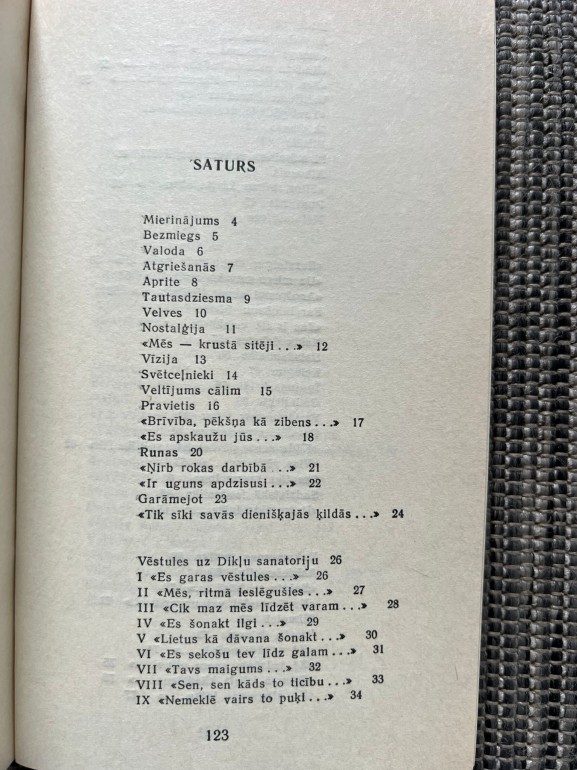 SATURS
Mierinājums 4
Bezmiegs 5
Valoda 6
Atgriešanās 7
Aprite 8
Tautasdziesma 9
Velves 10
Nostalģija 11
«Mēs — krustā sitēji . . .» 12
Vīzija 13
Svētceļnieki 14
Veltījums cālim 15
Pravietis 16
«Brīvība, pēkšņa kā zibens . . .» 17
«Es apskaužu jūs . . .» 18
Runas 20
«Ņirb rokas darbībā . . .» 21
«Ir uguns apdzisusi . . .» 22
Garāmejot 23
«Tik sīki savās dienišķajās ķildās . . .» 24
Vēstules uz Dikļu sanatoriju 26
I «Es garas vēstules . . .» 26
II «Mēs, ritmā ieslēgušies . . .» 27
III «Cik maz mēs līdzēt varam . . .» 28
IV «Es šonakt ilgi . . .» 29
V «Lietus kā dāvana šonakt . . .» 30
VI «Es sekošu tev līdz galam . . .» 31
VII «Tavs maigums . . .» 32
VIII «Sen, sen kāds to ticību . . .» 33
IX «Nemeklē vairs to puķi . . .» 34
123